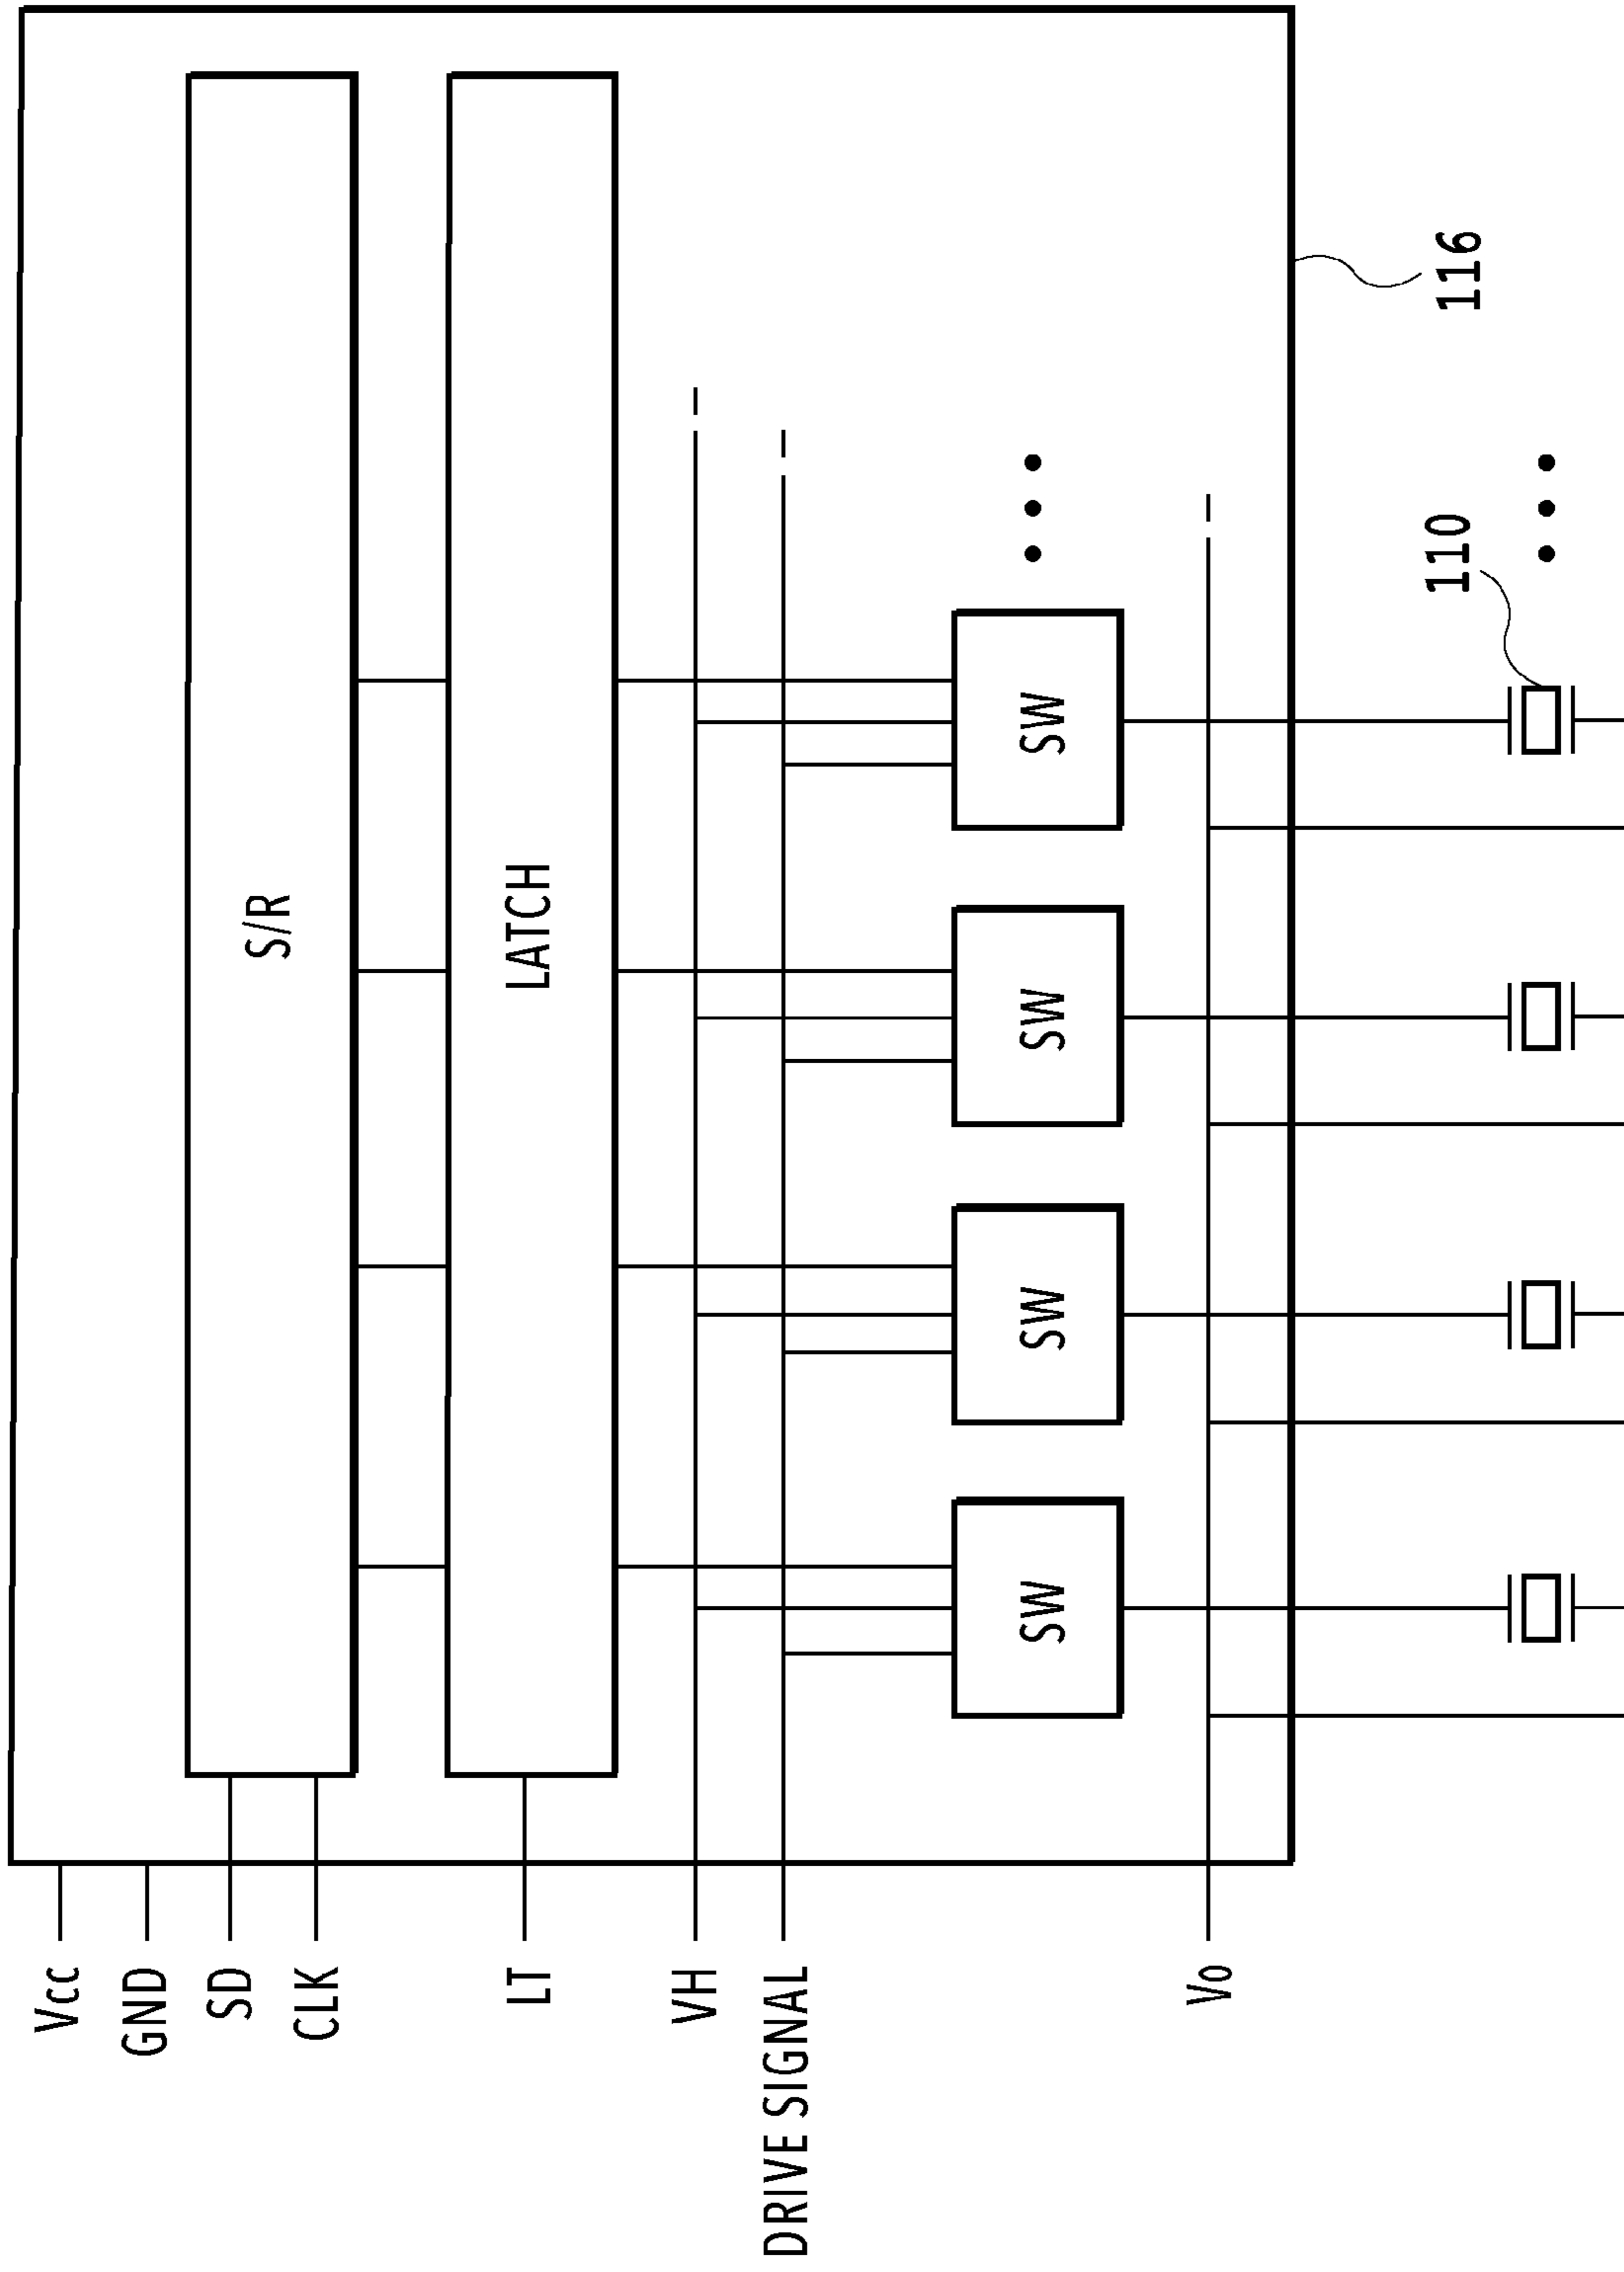 Vcc
GND
SD
CLK
S/R
LT
LATCH
VH
DRIVE SIGNAL
SW
SW
SW
SW
Vo
116
110